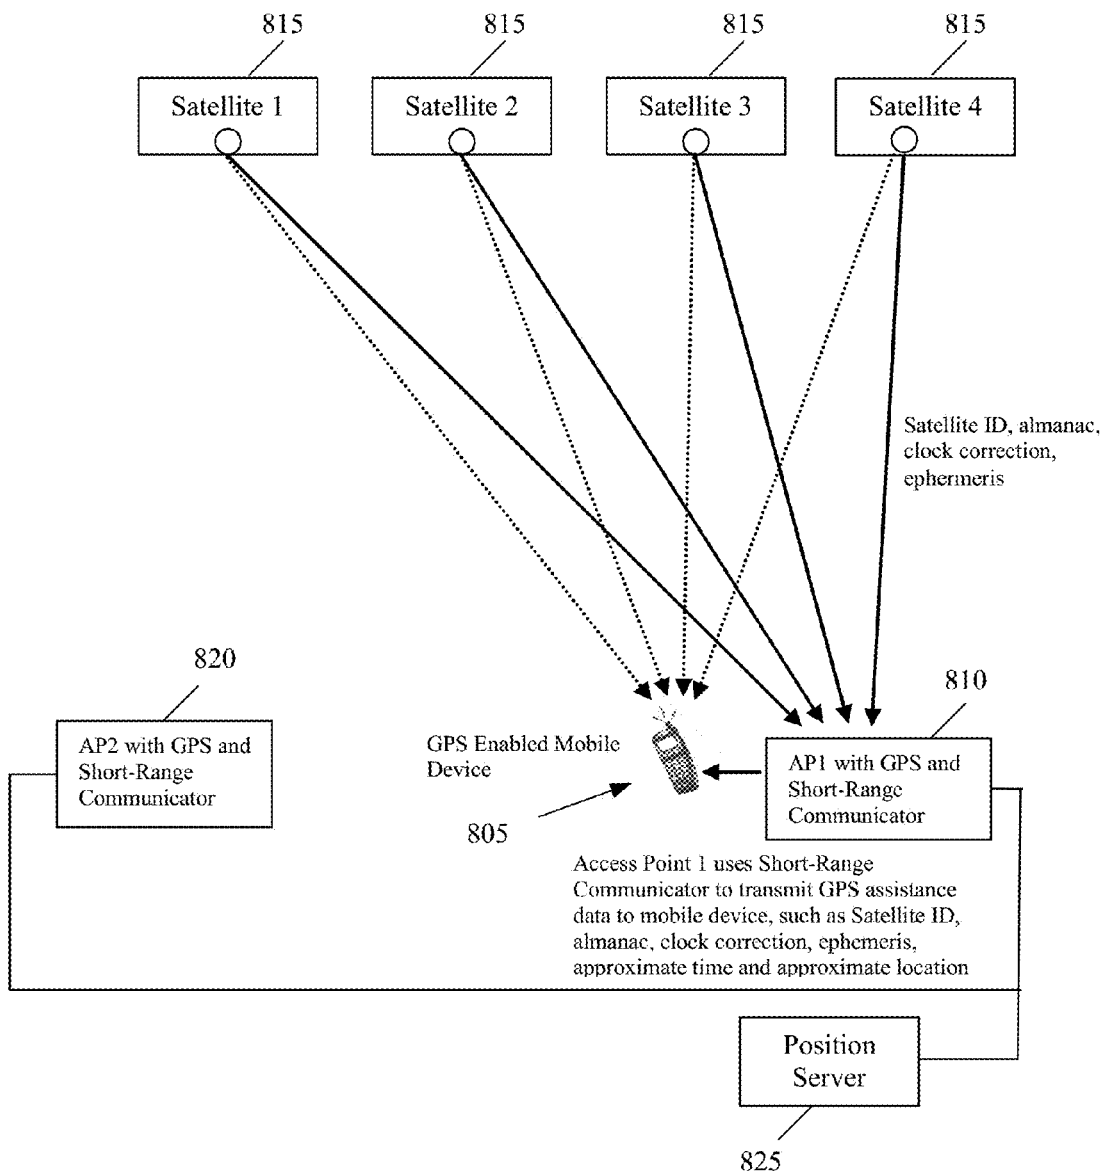 815
815
815
815
Satellite 1
Satellite 2
Satellite 3
Satellite 4
Satellite ID, almanac,
clock correction,
ephermeris
820
810
AP2 with GPS and
Short-Range
Communicator
GPS Enabled Mobile
Device
805
AP1 with GPS and
Short-Range
Communicator
Access Point 1 uses Short-Range
Communicator to transmit GPS assistance
data to mobile device, such as Satellite ID,
almanac, clock correction, ephemeris,
approximate time and approximate location
Position
Server
825